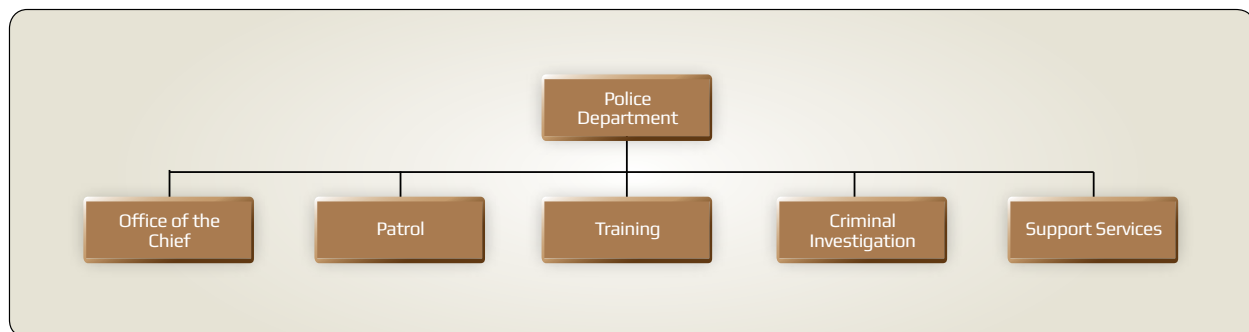 Police
Department
Office of the
Chief
Patrol
Training
Criminal
Investigation
Support Services